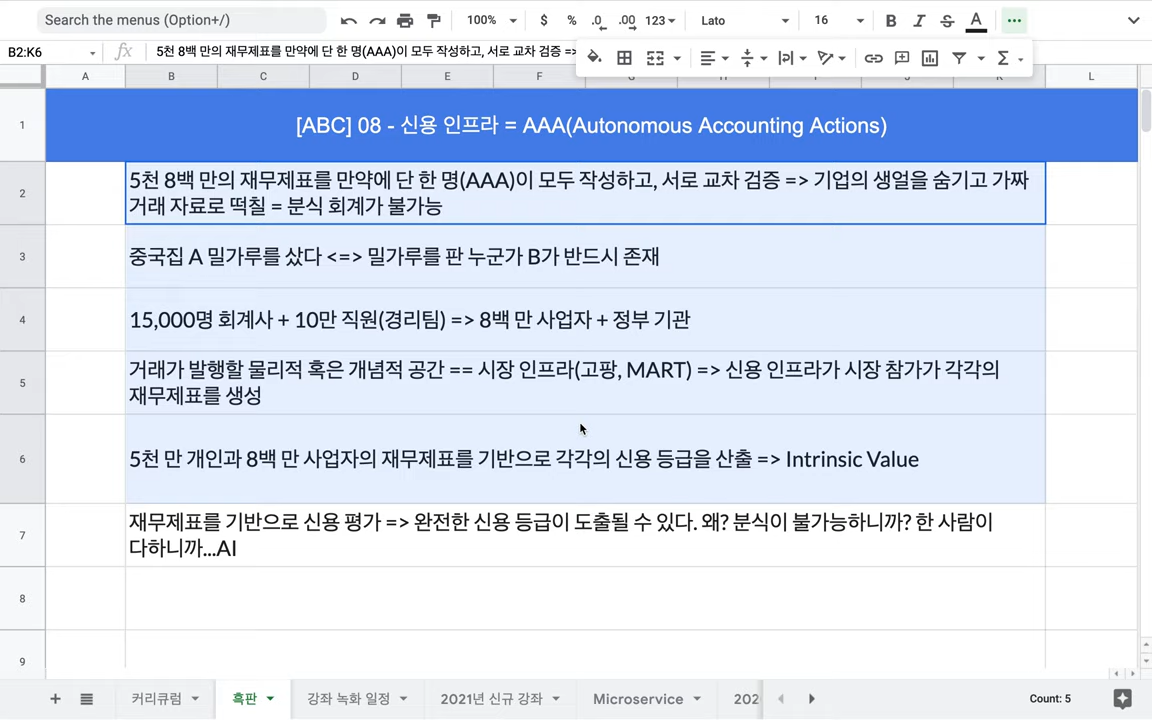 Search the menus (Option+/)
100%
$ % .0 .00 123
Lato
16
B I S A
B2:K6
fx
5천 8백 만의 재무제표를 만약에 단 한 명(AAA)이 모두 작성하고, 서로 교차 검증 =>
A B C D E F L
1
[ABC] 08 - 신용 인프라 = AAA(Autonomous Accounting Actions)
2
5천 8백 만의 재무제표를 만약에 단 한 명(AAA)이 모두 작성하고, 서로 교차 검증 => 기업의 생얼을 숨기고 가짜
거래 자료로 떡칠 = 분식 회계가 불가능
3
중국집 A 밀가루를 샀다 <=> 밀가루를 판 누군가 B가 반드시 존재
4
15,000명 회계사 + 10만 직원(경리팀) => 8백 만 사업자 + 정부 기관
5
거래가 발행할 물리적 혹은 개념적 공간 == 시장 인프라(고팡, MART) => 신용 인프라가 시장 참가가 각각의
재무제표를 생성
6
5천 만 개인과 8백 만 사업자의 재무제표를 기반으로 각각의 신용 등급을 산출 => Intrinsic Value
7
재무제표를 기반으로 신용 평가 => 완전한 신용 등급이 도출될 수 있다. 왜? 분식이 불가능하니까? 한 사람이
다하니까...AI
8
9
커리큐럼
흑판
강좌 녹화 일정
2021년 신규 강좌
Microservice
202
Count: 5